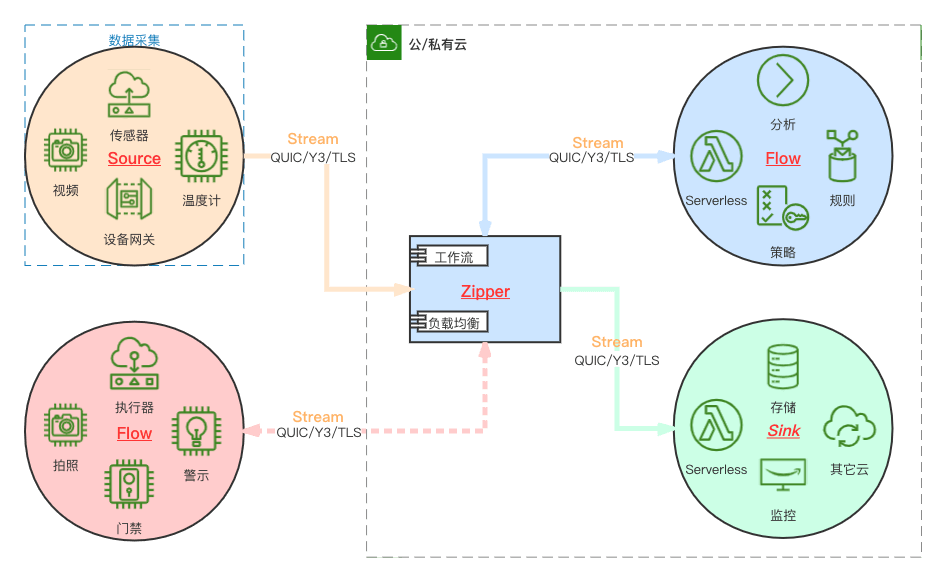 数据采集
传感器
视频
Source
温度计
设备网关
Stream
QUIC/Y3/TLS
公/私有云
Stream
QUIC/Y3/TLS
分析
Serverless
Flow
规则
策略
工作流
Zipper
负载均衡
执行器
拍照
Flow
警示
门禁
Stream
QUIC/Y3/TLS
Stream
QUIC/Y3/TLS
存储
Serverless
Sink
其它云
监控